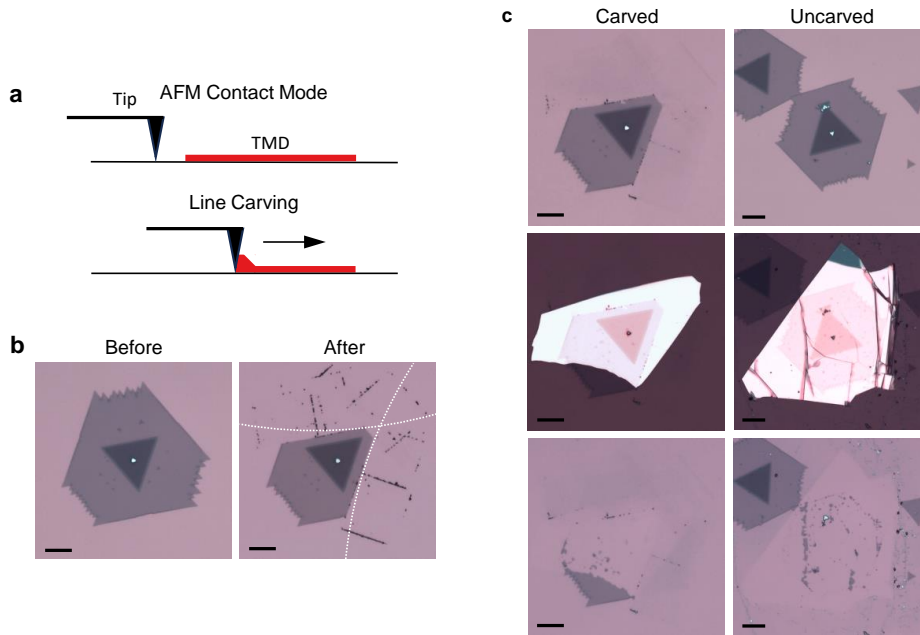 a
AFM Contact Mode
Tip
TMD
Line Carving
b
Before
After
c
Carved
Uncarved